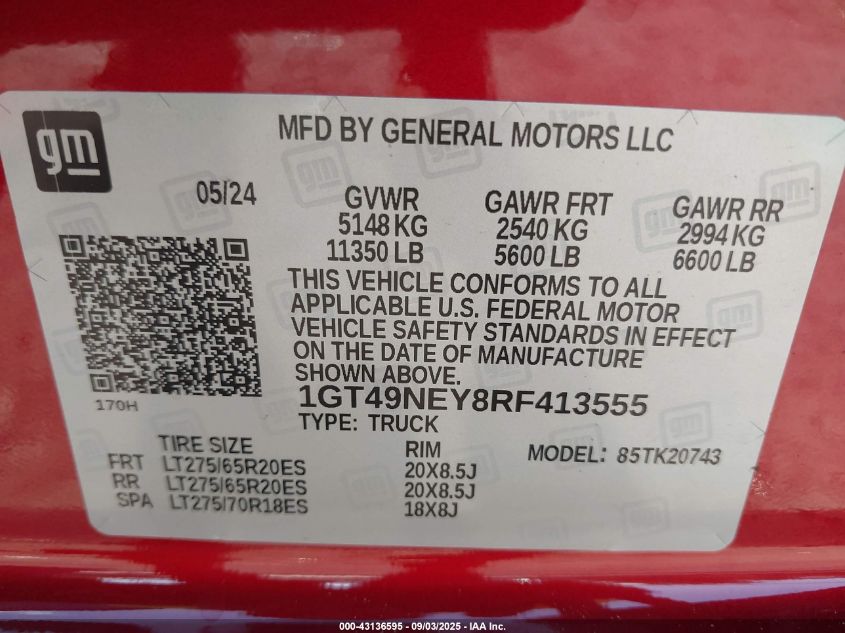 gm
MFD BY GENERAL MOTORS LLC
05/24 GVWR GAWR FRT GAWR RR
5148 KG 2540 KG 2994 KG
11350 LB 5600 LB 6600 LB
THIS VEHICLE CONFORMS TO ALL
APPLICABLE U.S. FEDERAL MOTOR
VEHICLE SAFETY STANDARDS IN EFFECT
ON THE DATE OF MANUFACTURE
SHOWN ABOVE.
170H
1GT49NEY8RF413555
TYPE: TRUCK
TIRE SIZE RIM MODEL: 85TK20743
FRT LT275/65R20ES 20X8.5J
RR LT275/65R20ES 20X8.5J
SPA LT275/70R18ES 18X8J
000-43136595 - 09/03/2025 - IAA Inc.